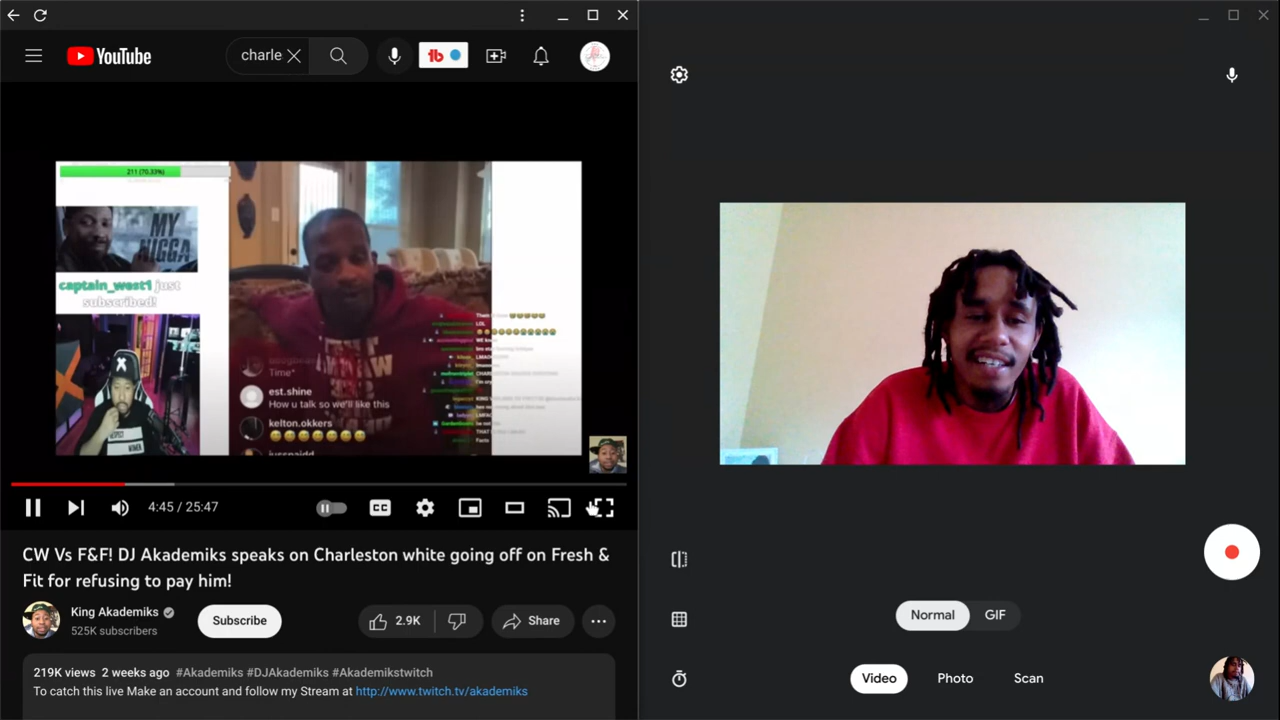 YouTube
charle
211 (70.33%)
MY
NIGGA
captain_west1 just
subscribed!
Time*
est.shine
How u talk so we'll like this
kelton.okkers
LOL
4:45 / 25:47
CC
CW Vs F&F! DJ Akademiks speaks on Charleston white going off on Fresh &
Fit for refusing to pay him!
King Akademiks
525K subscribers
Subscribe
2.9K
Share
219K views 2 weeks ago #Akademiks #DJAkademiks #Akademikstwitch
To catch this live Make an account and follow my Stream at http://www.twitch.tv/akademiks
Normal
GIF
Video
Photo
Scan